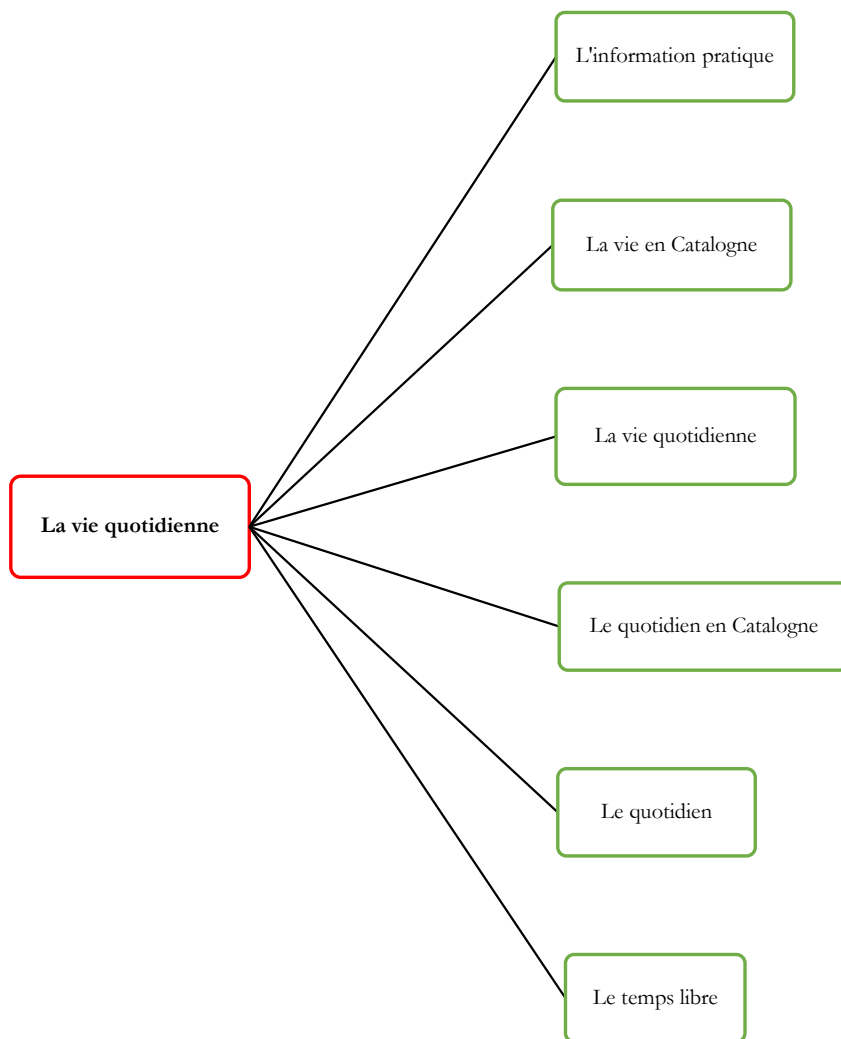 L'information pratique
La vie en Catalogne
La vie quotidienne
La vie quotidienne
Le quotidien en Catalogne
Le quotidien
Le temps libre